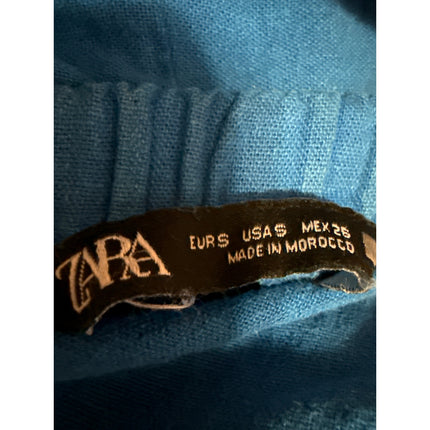 ZARA
EUR S USA S MEX 26
MADE IN MOROCCO